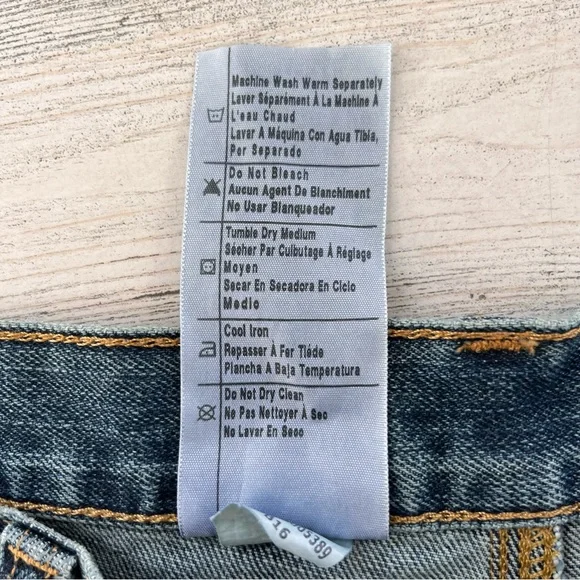 Machine Wash Warm Separately
Laver Séparément À La Machine À
L'eau Chaud
Lavar A Máquina Con Agua Tibia,
Por Separado
Do Not Bleach
Aucun Agent De Blanchiment
No Usar Blanqueador
Tumble Dry Medium
Séoher Par Culbutage À Réglage
Moyen
Secar En Secadora En Ciclo
Medio
Cool Iron
Repasser À Fer Tiéde
Plancha A Baja Temperatura
Do Not Dry Clean
Ne Pas Nettoyer À Sec
No Lavar En Seco